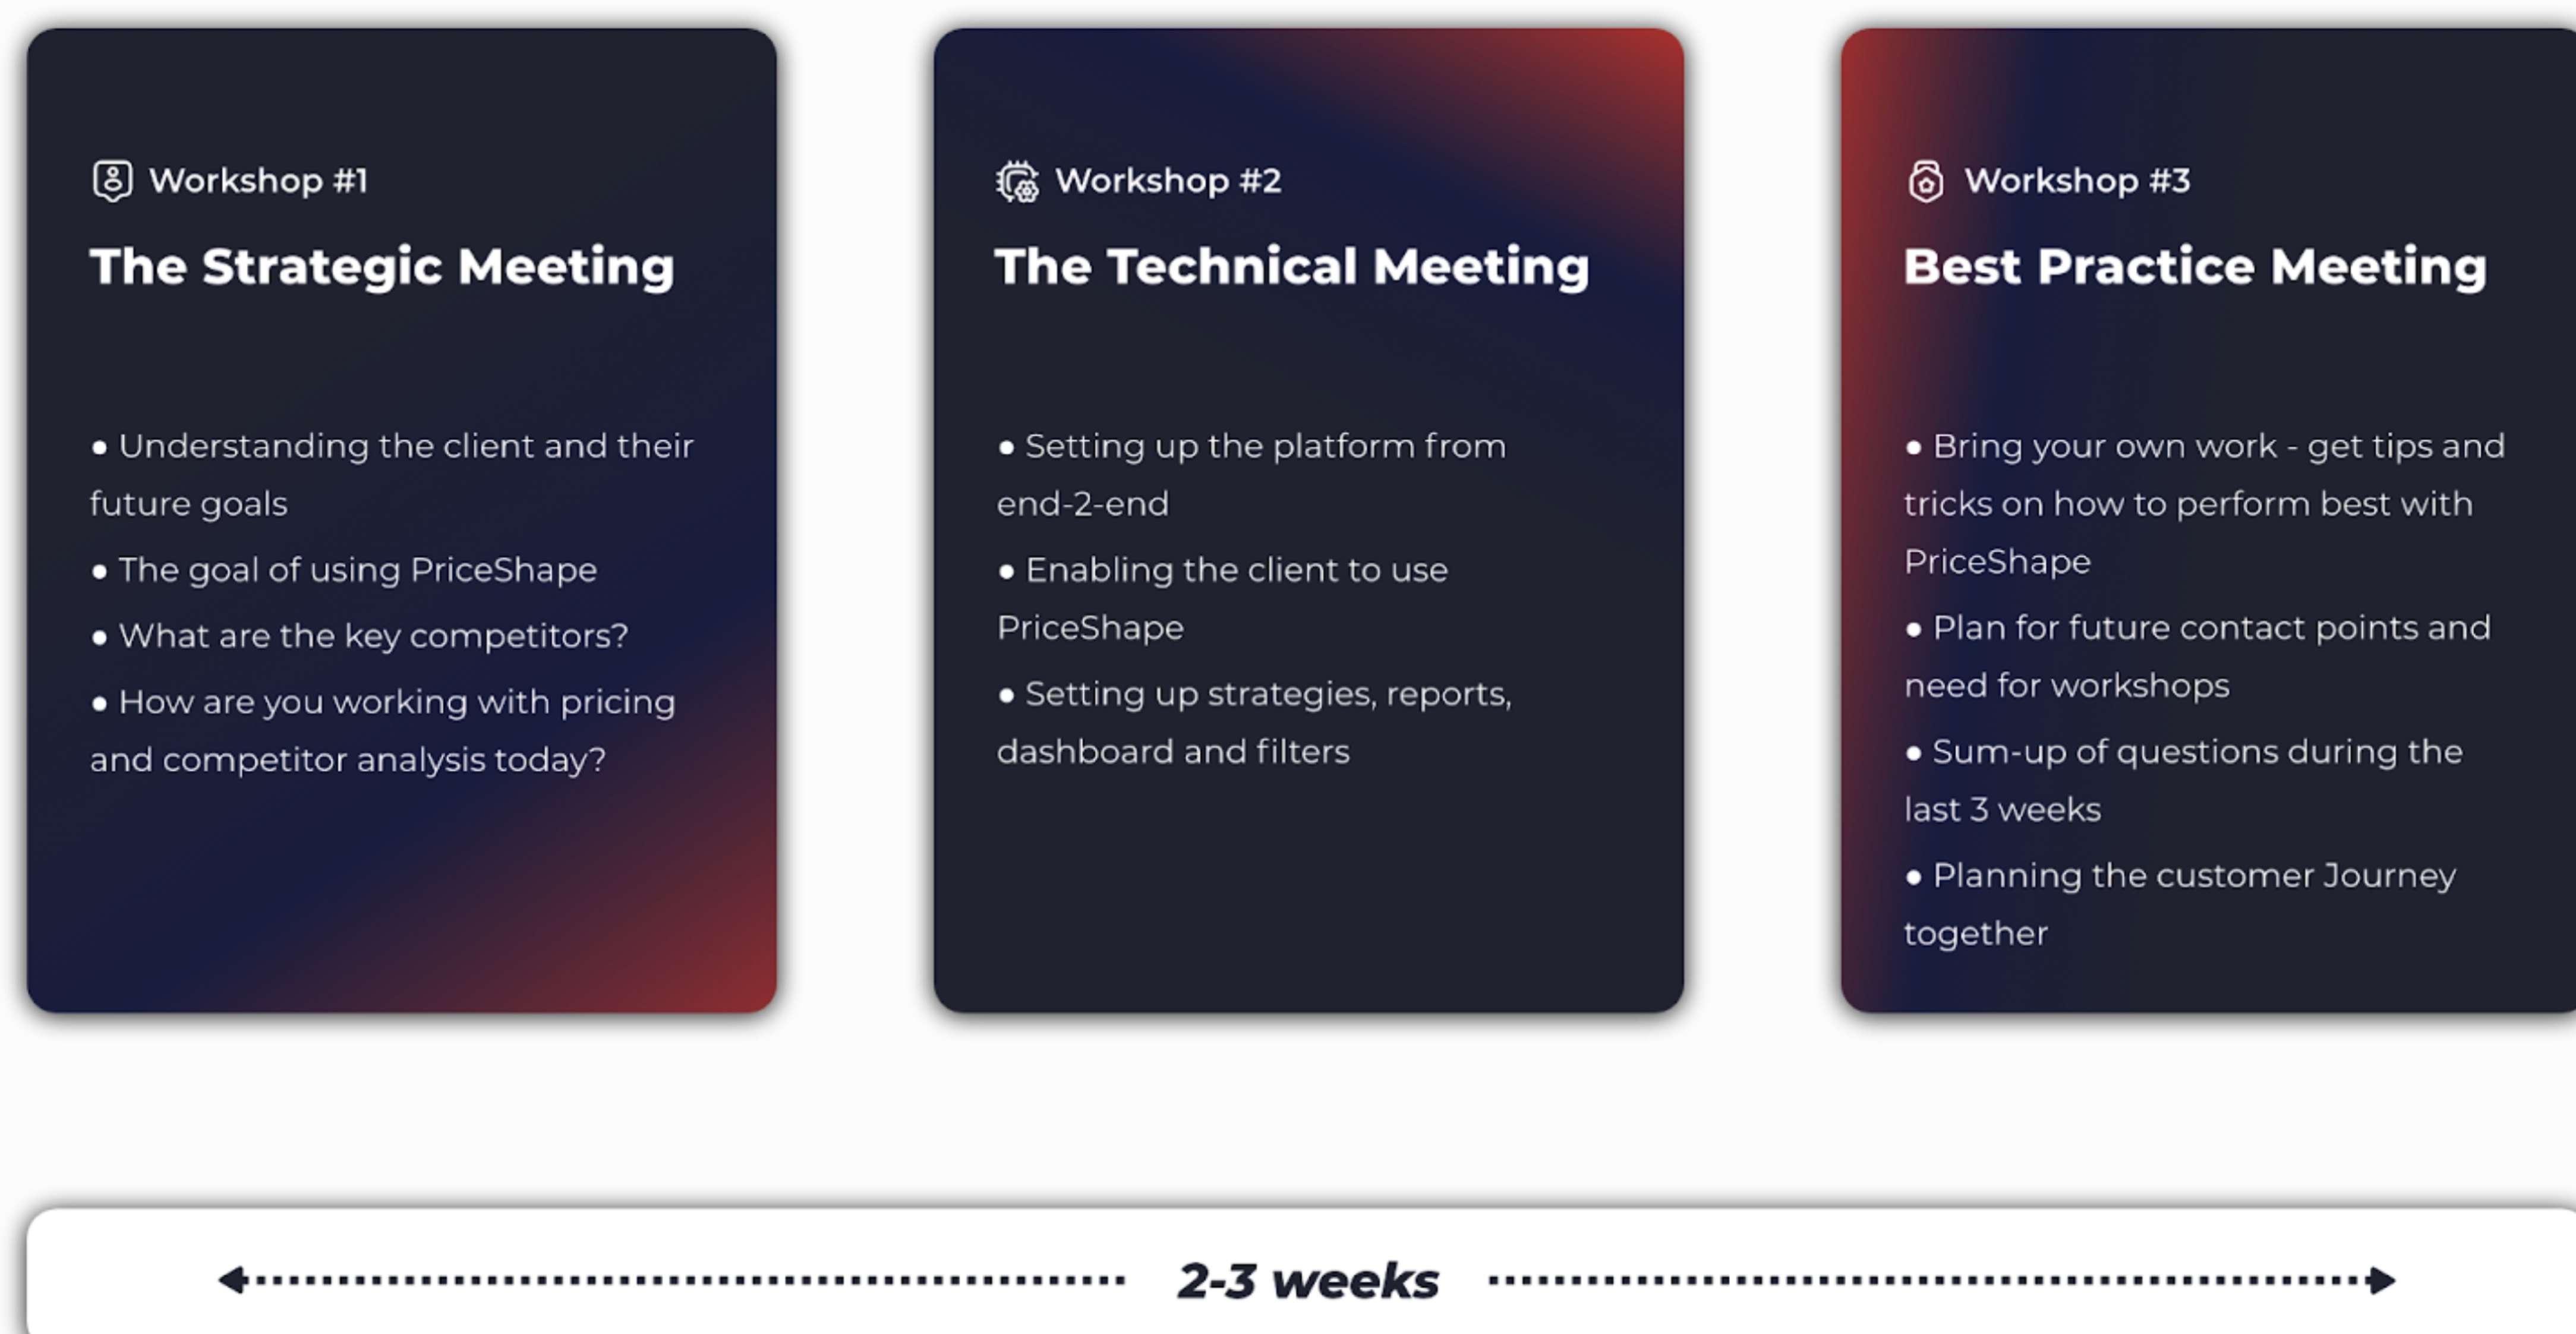 Workshop #1
The Strategic Meeting
• Understanding the client and their
future goals
• The goal of using PriceShape
• What are the key competitors?
• How are you working with pricing
and competitor analysis today?
Workshop #2
The Technical Meeting
• Setting up the platform from
end-2-end
• Enabling the client to use
PriceShape
• Setting up strategies, reports,
dashboard and filters
Workshop #3
Best Practice Meeting
• Bring your own work - get tips and
tricks on how to perform best with
PriceShape
• Plan for future contact points and
need for workshops
• Sum-up of questions during the
last 3 weeks
• Planning the customer Journey
together
2-3 weeks